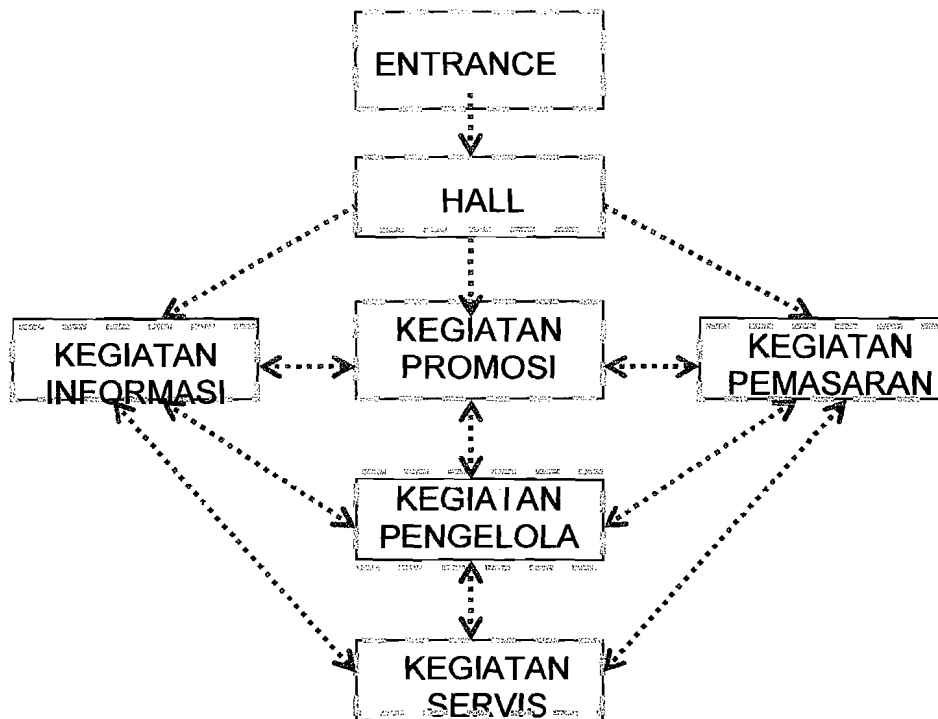 ENTRANCE
HALL
KEGIATAN
INFORMASI
KEGIATAN
PROMOSI
KEGIATAN
PEMASARAN
KEGIATAN
PENGELOLA
KEGIATAN
SERVIS